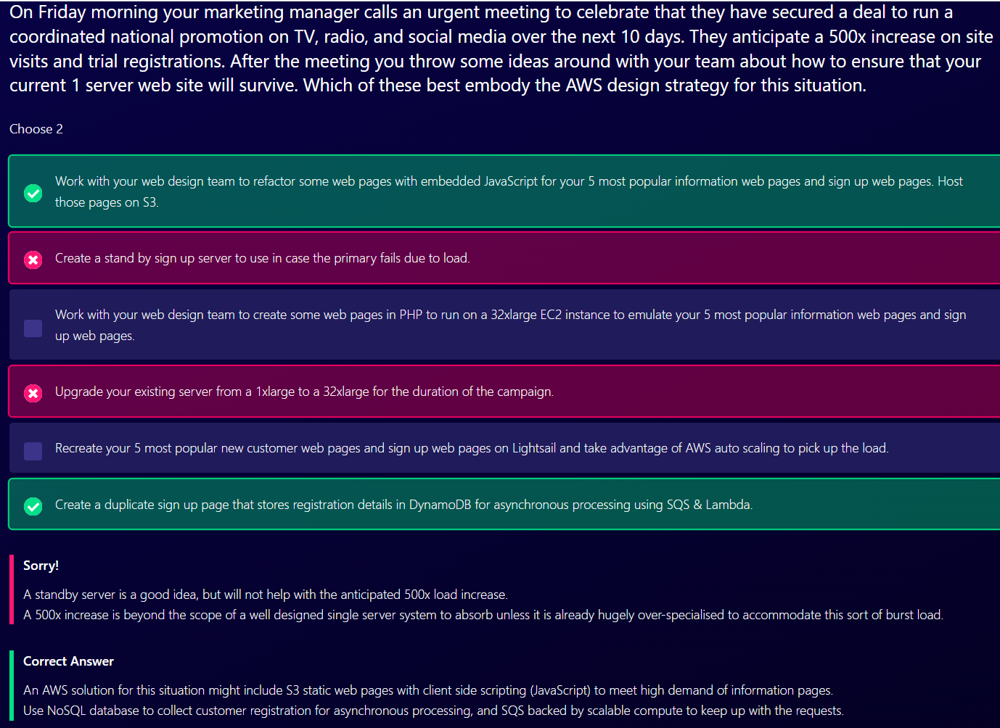 On Friday morning your marketing manager calls an urgent meeting to celebrate that they have secured a deal to run a
coordinated national promotion on TV, radio, and social media over the next 10 days. They anticipate a 500x increase on site
visits and trial registrations. After the meeting you throw some ideas around with your team about how to ensure that your
current 1 server web site will survive. Which of these best embody the AWS design strategy for this situation.
Choose 2
Work with your web design team to refactor some web pages with embedded JavaScript for your 5 most popular information web pages and sign up web pages. Host
those pages on S3.
Create a stand by sign up server to use in case the primary fails due to load.
Work with your web design team to create some web pages in PHP to run on a 32xlarge EC2 instance to emulate your 5 most popular information web pages and sign
up web pages.
Upgrade your existing server from a 1xlarge to a 32xlarge for the duration of the campaign.
Recreate your 5 most popular new customer web pages and sign up web pages on Lightsail and take advantage of AWS auto scaling to pick up the load.
Create a duplicate sign up page that stores registration details in DynamoDB for asynchronous processing using SQS & Lambda.
Sorry!
A standby server is a good idea, but will not help with the anticipated 500x load increase.
A 500x increase is beyond the scope of a well designed single server system to absorb unless it is already hugely over-specialised to accommodate this sort of burst load.
Correct Answer
An AWS solution for this situation might include S3 static web pages with client side scripting (JavaScript) to meet high demand of information pages.
Use NoSQL database to collect customer registration for asynchronous processing, and SQS backed by scalable compute to keep up with the requests.